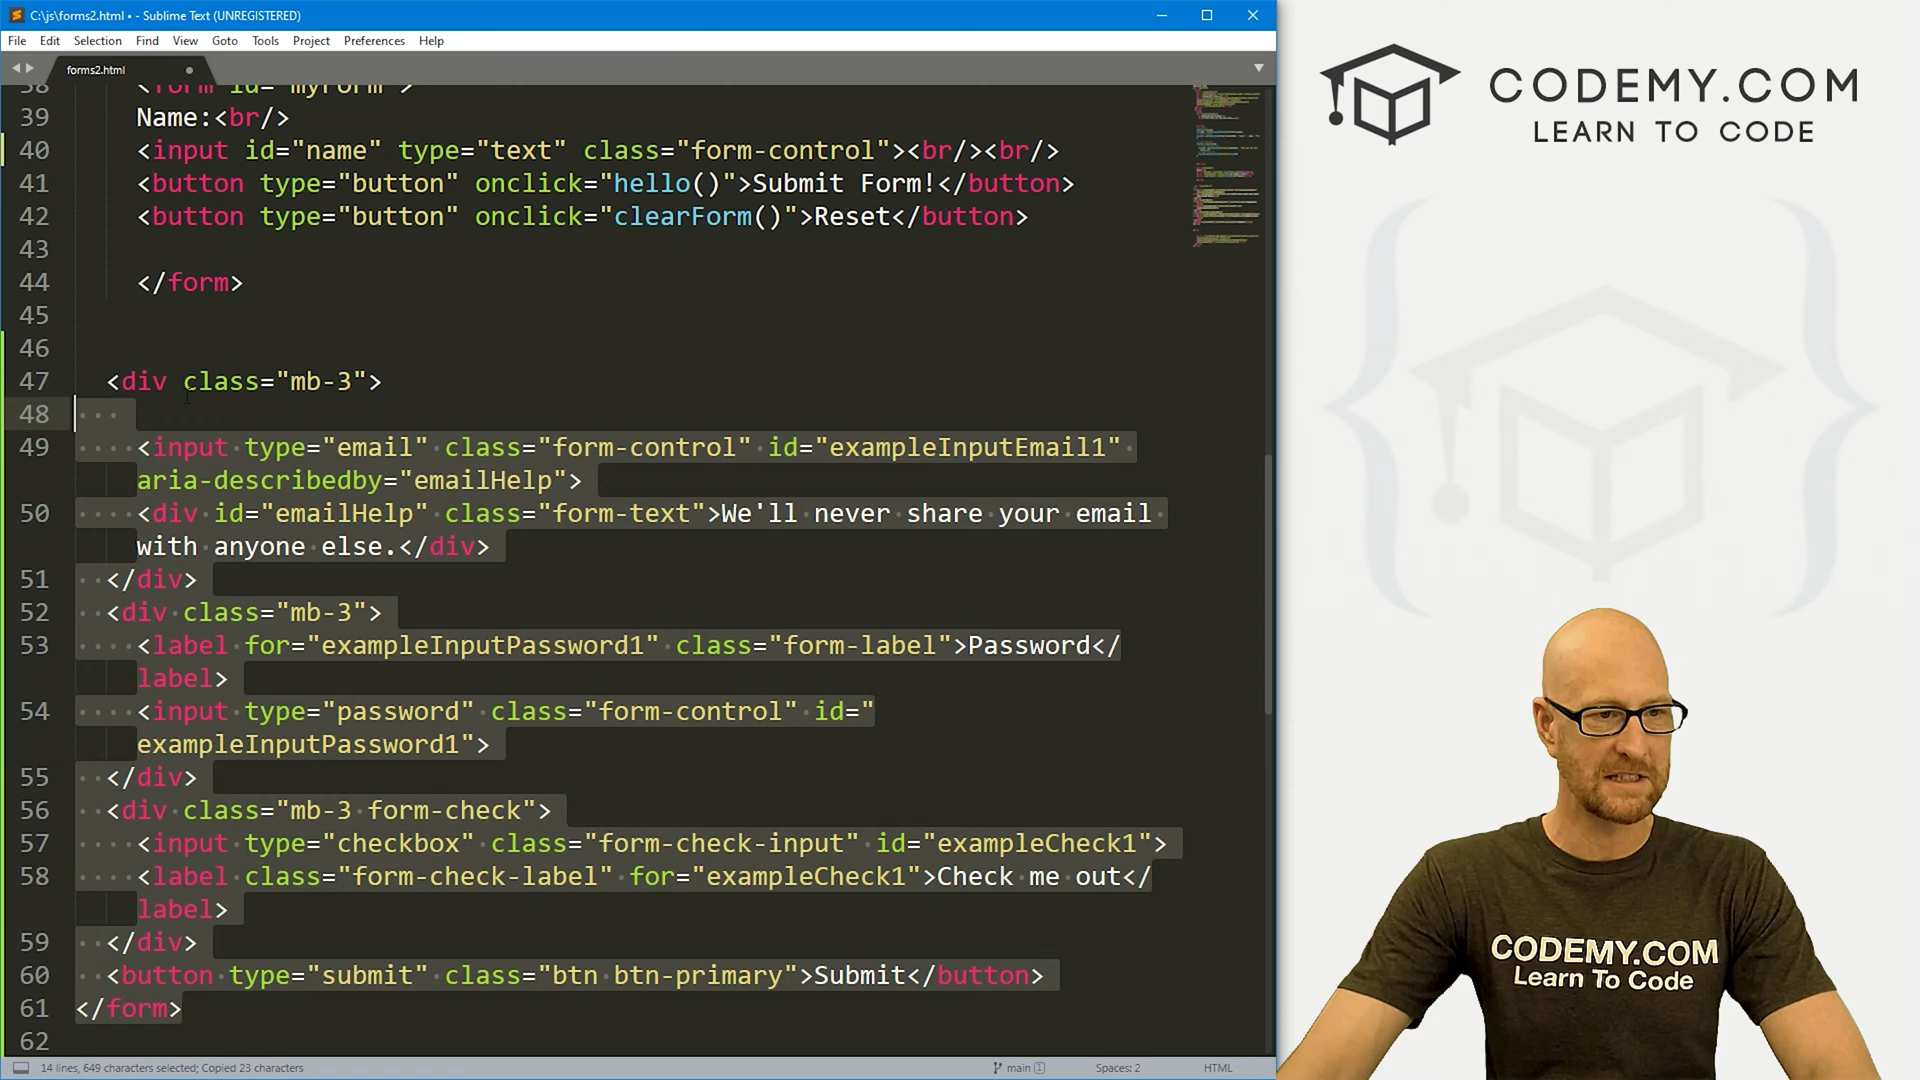 C:\js\forms2.html • - Sublime Text (UNREGISTERED)
File Edit Selection Find View Goto Tools Project Preferences Help
forms2.html
38 <form id="myForm">
39 Name:<br/>
40 <input id="name" type="text" class="form-control"><br/><br/>
41 <button type="button" onclick="hello()">Submit Form!</button>
42 <button type="button" onclick="clearForm()">Reset</button>
43
44 </form>
45
46
47 <div class="mb-3">
48
49 <input type="email" class="form-control" id="exampleInputEmail1"
aria-describedby="emailHelp">
50 <div id="emailHelp" class="form-text">We'll never share your email
with anyone else.</div>
51 </div>
52 <div class="mb-3">
53 <label for="exampleInputPassword1" class="form-label">Password</
label>
54 <input type="password" class="form-control" id="
exampleInputPassword1">
55 </div>
56 <div class="mb-3 form-check">
57 <input type="checkbox" class="form-check-input" id="exampleCheck1">
58 <label class="form-check-label" for="exampleCheck1">Check me out</
label>
59 </div>
60 <button type="submit" class="btn btn-primary">Submit</button>
61 </form>
62
14 lines, 649 characters selected; Copied 23 characters
main 1
Spaces: 2
HTML
CODEMY.COM
LEARN TO CODE
CODEMY.COM
Learn To Code